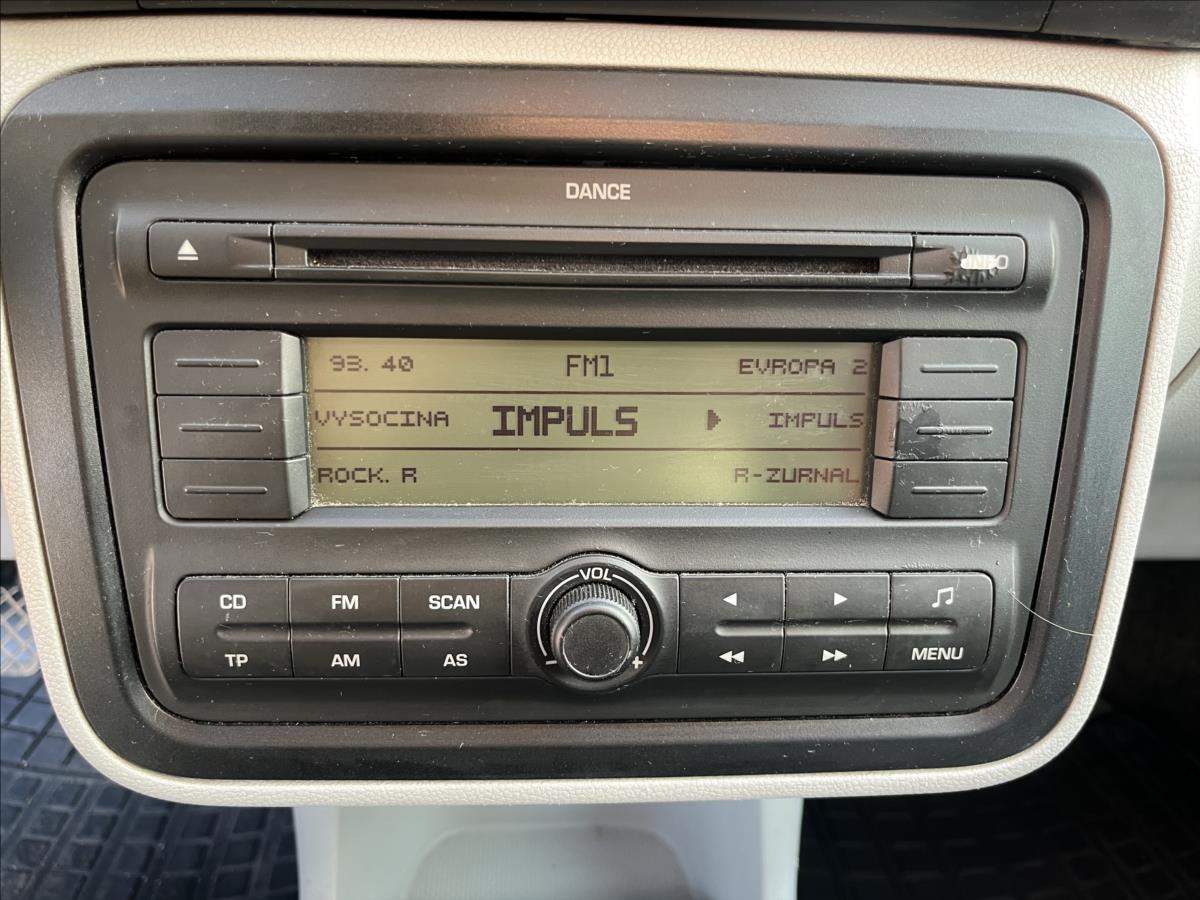 DANCE
93.40 FM1 EVROPA 2
VYSOCINA IMPULS IMPULS
ROCK.R R-ZURNAL
VOL
CD FM SCAN
TP AM AS MENU